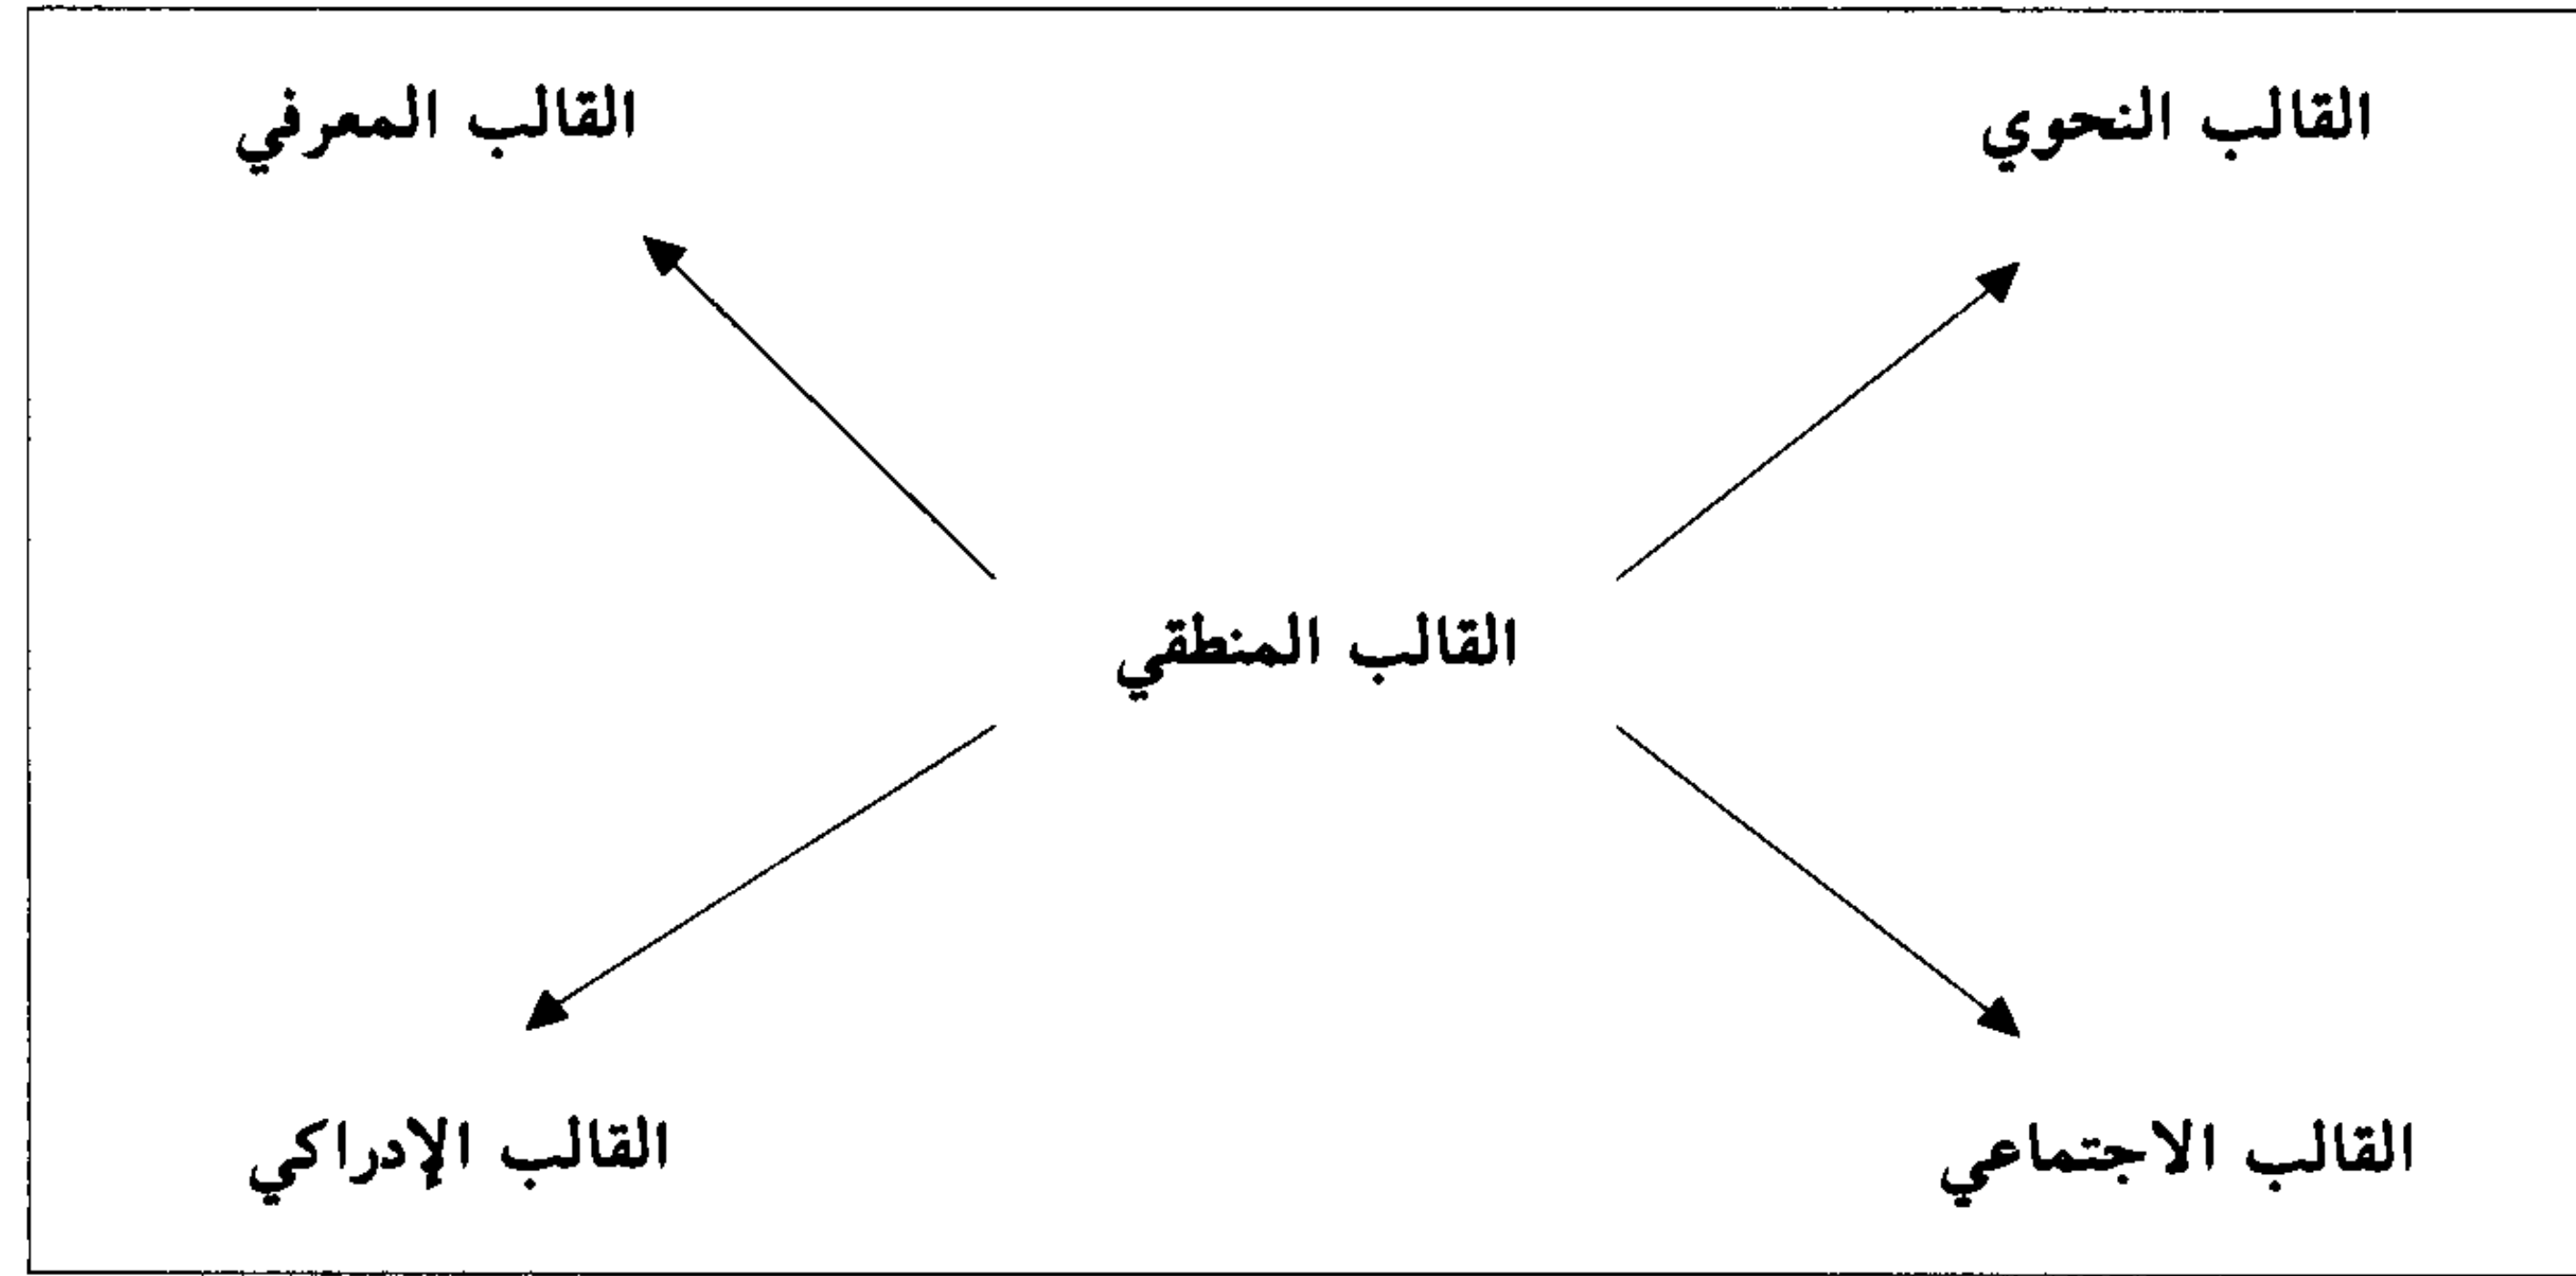 القالب النحوي
القالب المعرفي
القالب المنطقي
القالب الاجتماعي
القالب الإدراكي